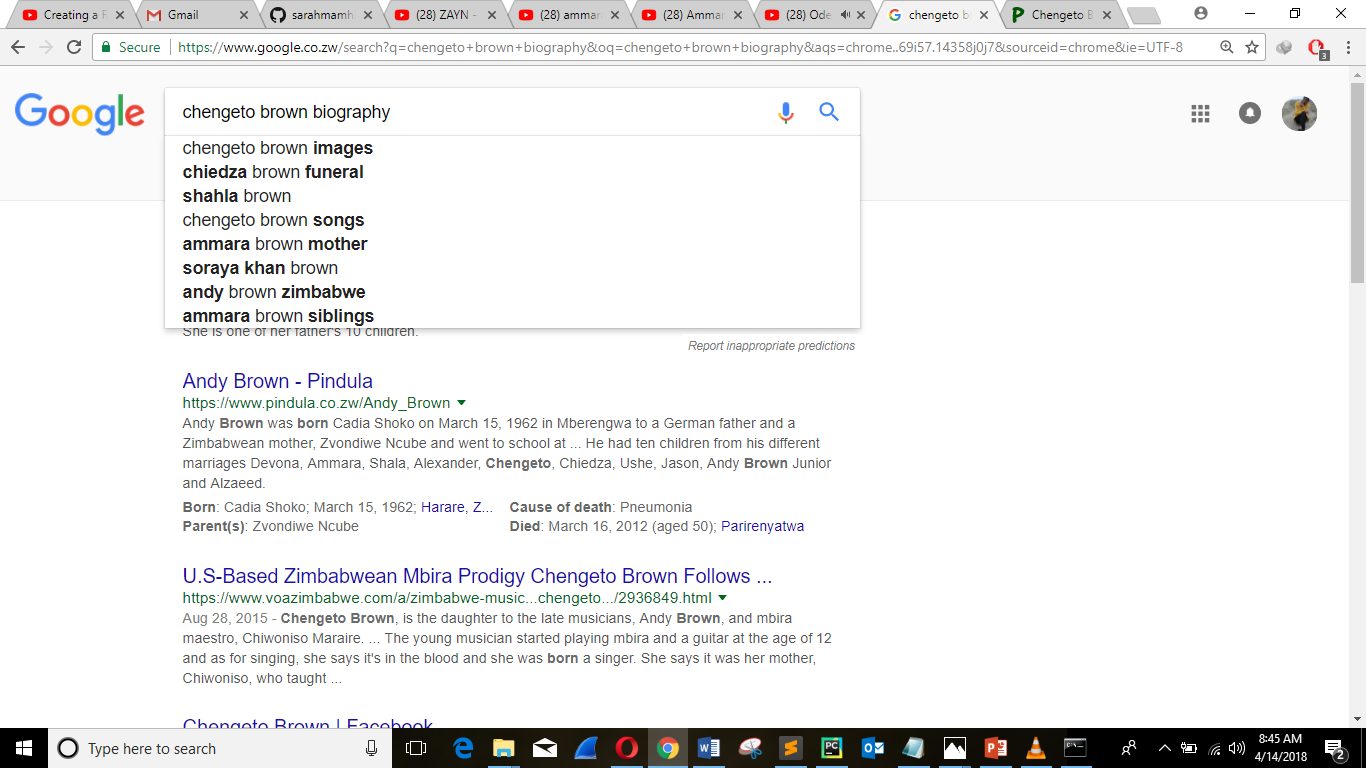 Creating a F
Gmail
sarahmamh
(28) ZAYN -
(28) ammar
(28) Ammar
(28) Ode
chengeto b
Chengeto B
Secure
https://www.google.co.zw/search?q=chengeto+brown+biography&oq=chengeto+brown+biography&aqs=chrome..69i57.14358j0j7&sourceid=chrome&ie=UTF-8
3
Google
chengeto brown biography
chengeto brown images
chiedza brown funeral
shahla brown
chengeto brown songs
ammara brown mother
soraya khan brown
andy brown zimbabwe
ammara brown siblings
She is one of her father's 10 children.
Report inappropriate predictions
Andy Brown - Pindula
https://www.pindula.co.zw/Andy_Brown
Andy Brown was born Cadia Shoko on March 15, 1962 in Mberengwa to a German father and a
Zimbabwean mother, Zvondiwe Ncube and went to school at ... He had ten children from his different
marriages Devona, Ammara, Shala, Alexander, Chengeto, Chiedza, Ushe, Jason, Andy Brown Junior
and Alzaeed.
Born: Cadia Shoko; March 15, 1962; Harare, Z... Cause of death: Pneumonia
Parent(s): Zvondiwe Ncube Died: March 16, 2012 (aged 50); Parirenyatwa
U.S-Based Zimbabwean Mbira Prodigy Chengeto Brown Follows ...
https://www.voazimbabwe.com/a/zimbabwe-music...chengeto.../2936849.html
Aug 28, 2015 - Chengeto Brown, is the daughter to the late musicians, Andy Brown, and mbira
maestro, Chiwoniso Maraire. ... The young musician started playing mbira and a guitar at the age of 12
and as for singing, she says it's in the blood and she was born a singer. She says it was her mother,
Chiwoniso, who taught ...
Chengeto Brown | Facebook
Type here to search
8:45 AM
4/14/2018
2